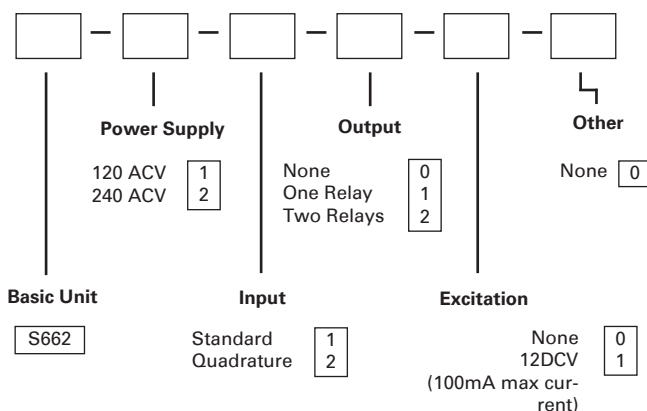 Power Supply
120 ACV 1
240 ACV 2
Output
None 0
One Relay 1
Two Relays 2
Other
None 0
Basic Unit
S662
Input
Standard 1
Quadrature 2
Excitation
None 0
12DCV 1
(100mA max cur-
rent)